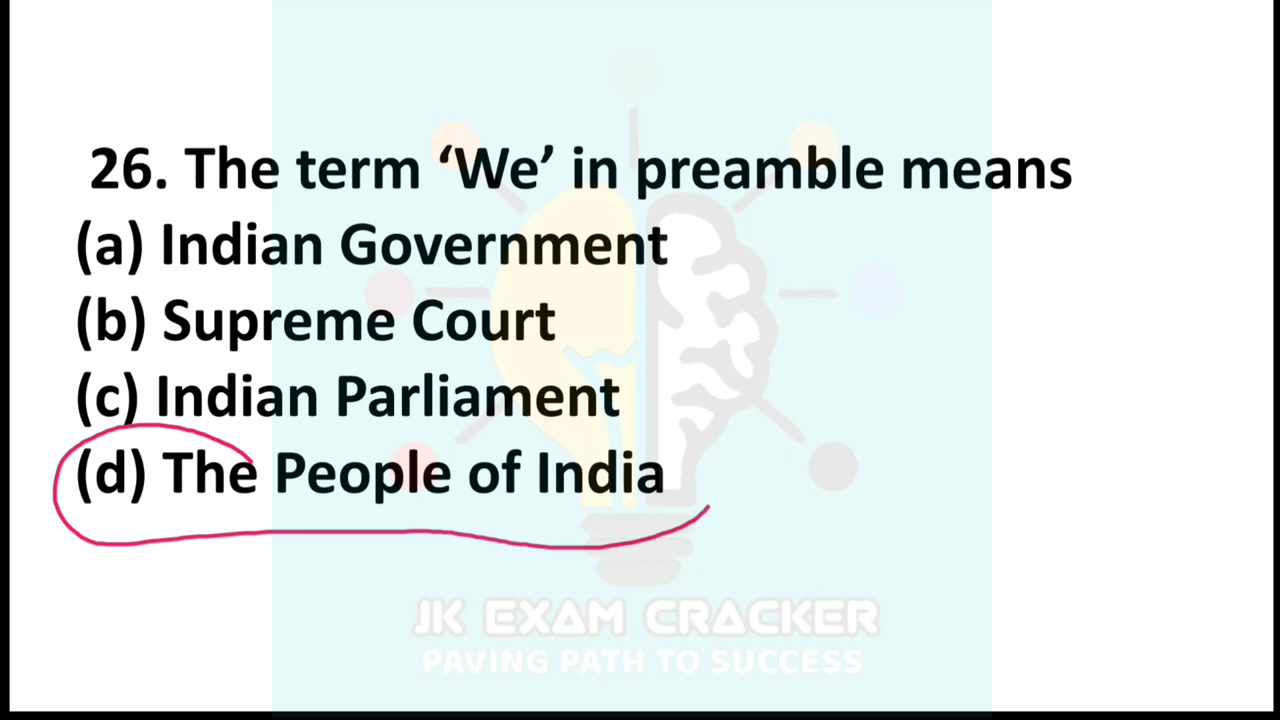 26. The term ‘We’ in preamble means
(a) Indian Government
(b) Supreme Court
(c) Indian Parliament
(d) The People of India
JK EXAM CRACKER
PAVING PATH TO SUCCESS